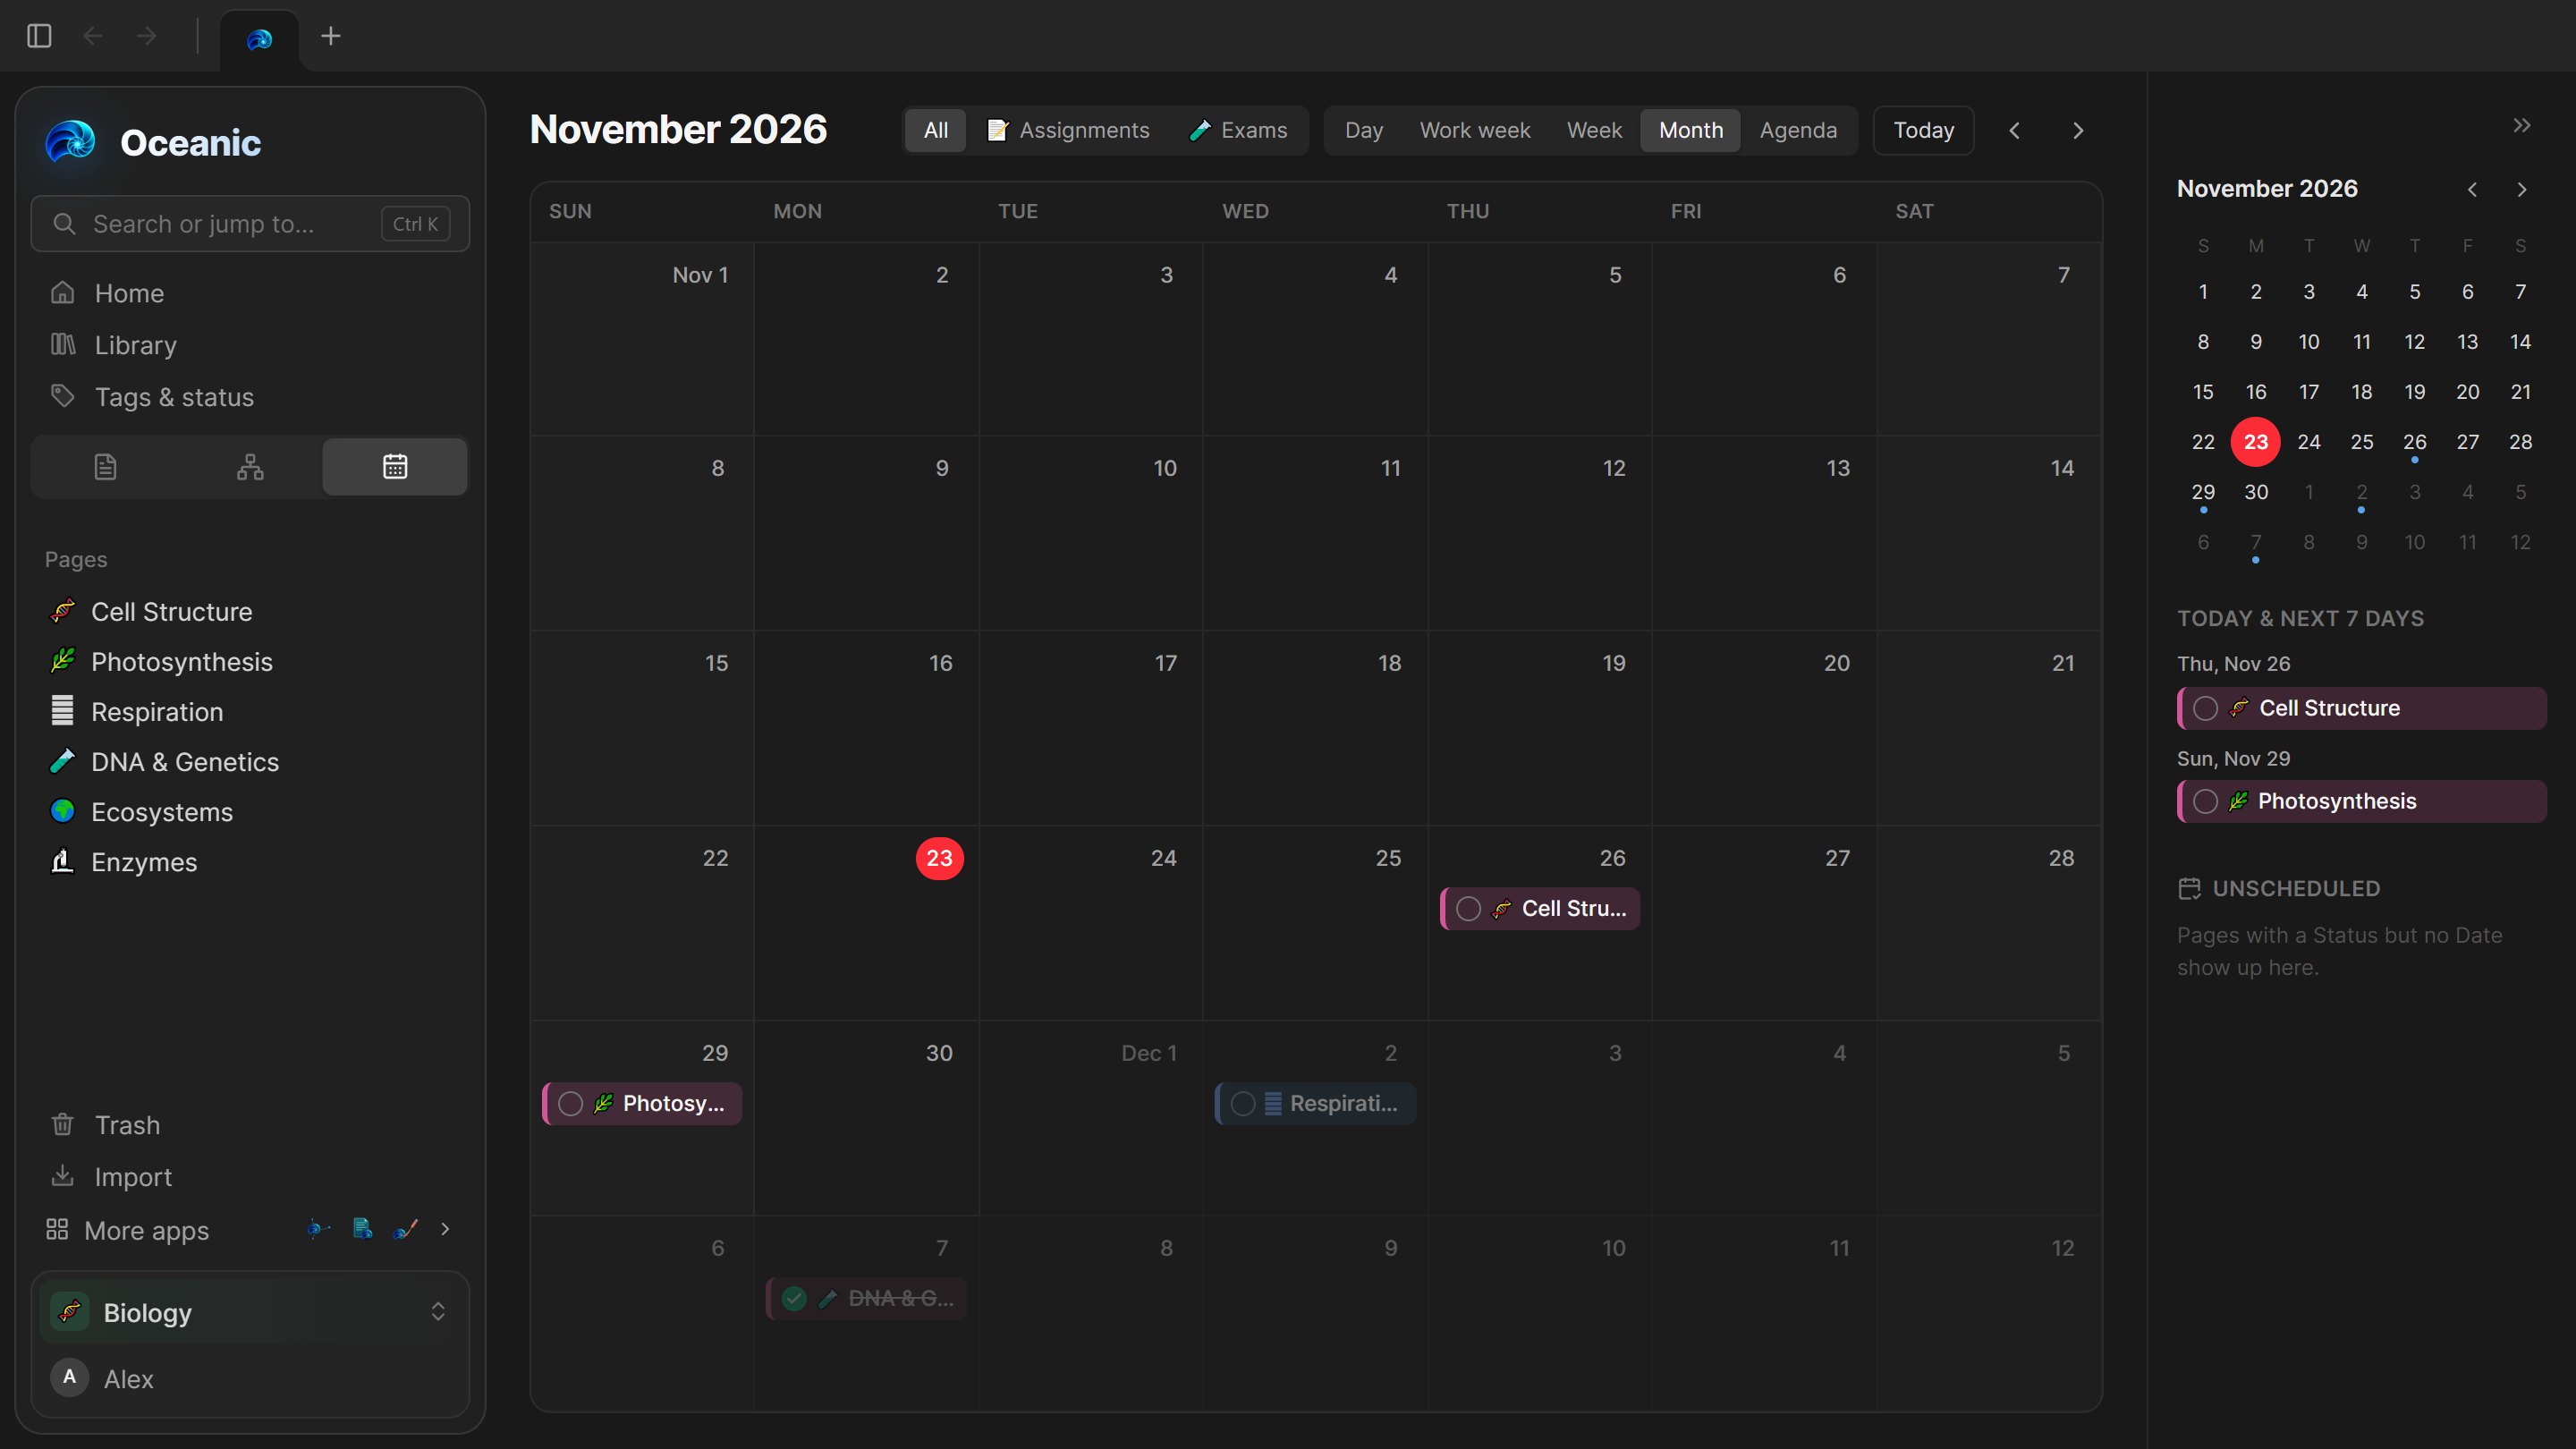 Oceanic
Search or jump to... Ctrl K
Home
Library
Tags & status
Pages
Cell Structure
Photosynthesis
Respiration
DNA & Genetics
Ecosystems
Enzymes
Trash
Import
More apps
Biology
A Alex
November 2026
All Assignments Exams
Day Work week Week Month Agenda
Today
SUN MON TUE WED THU FRI SAT
Nov 1 2 3 4 5 6 7
8 9 10 11 12 13 14
15 16 17 18 19 20 21
22 23 24 25 26 27 28
Cell Stru...
29 30 Dec 1 2 3 4 5
Photosy... Respirati...
6 7 8 9 10 11 12
DNA & G...
November 2026
S M T W T F S
1 2 3 4 5 6 7
8 9 10 11 12 13 14
15 16 17 18 19 20 21
22 23 24 25 26 27 28
29 30 1 2 3 4 5
6 7 8 9 10 11 12
TODAY & NEXT 7 DAYS
Thu, Nov 26
Cell Structure
Sun, Nov 29
Photosynthesis
UNSCHEDULED
Pages with a Status but no Date
show up here.